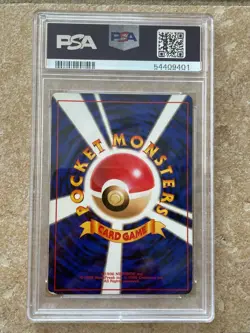 PSA
PSA
54409401
POCKET MONSTERS
CARD GAME